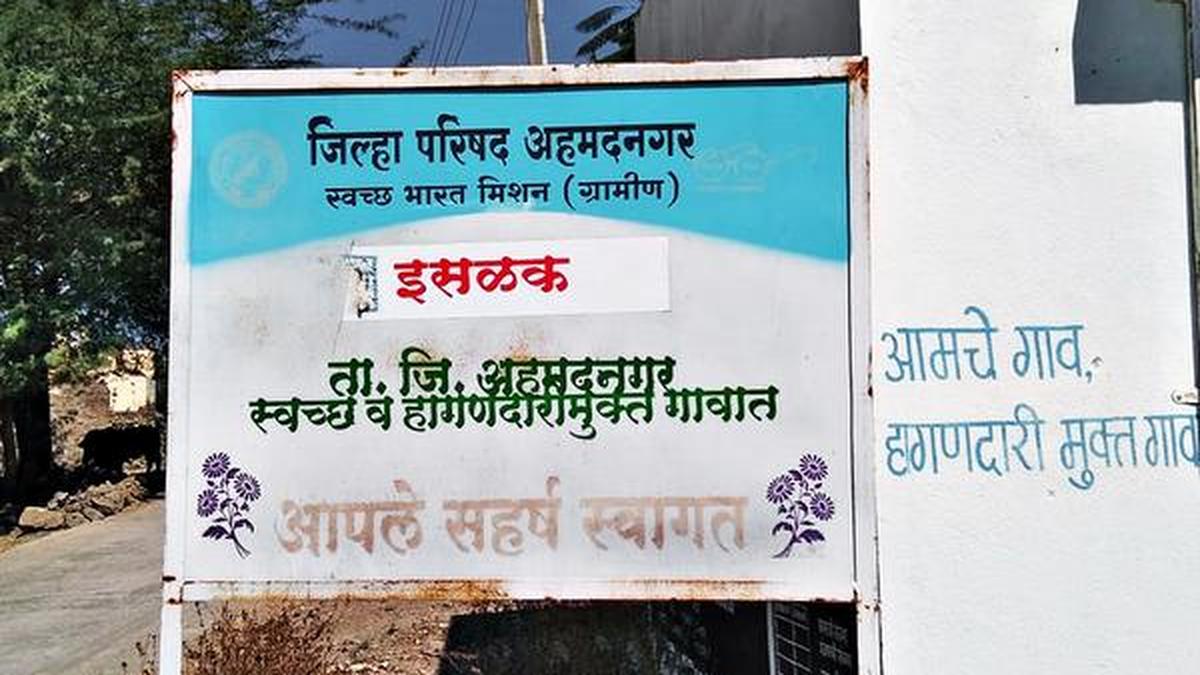 जिल्हा परिषद अहमदनगर
स्वच्छ भारत मिशन (ग्रामीण)
इसळक
ता. जि. अहमदनगर
स्वच्छ व हागणदारीमुक्त गावात
आपले सहर्ष स्वागत
आमचे गाव,
हागणदारी मुक्त गाव